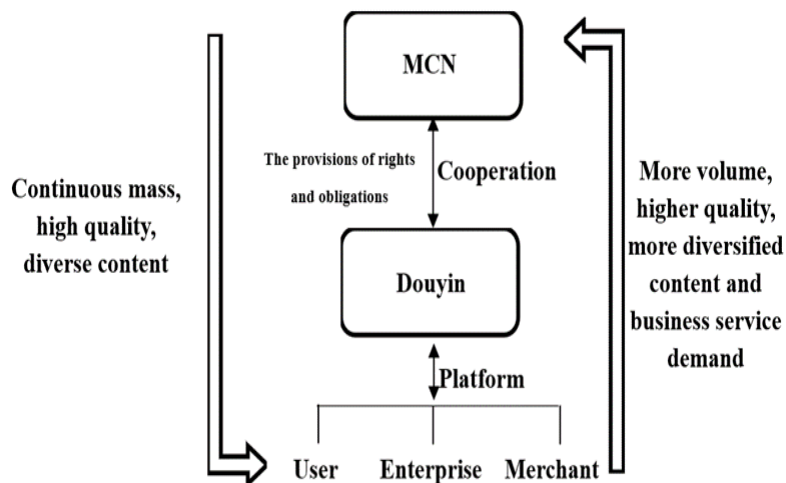 MCN
The provisions of rights
and obligations
Cooperation
Continuous mass,
high quality,
diverse content
More volume,
higher quality,
more diversified
content and
business service
demand
Douyin
Platform
User Enterprise Merchant